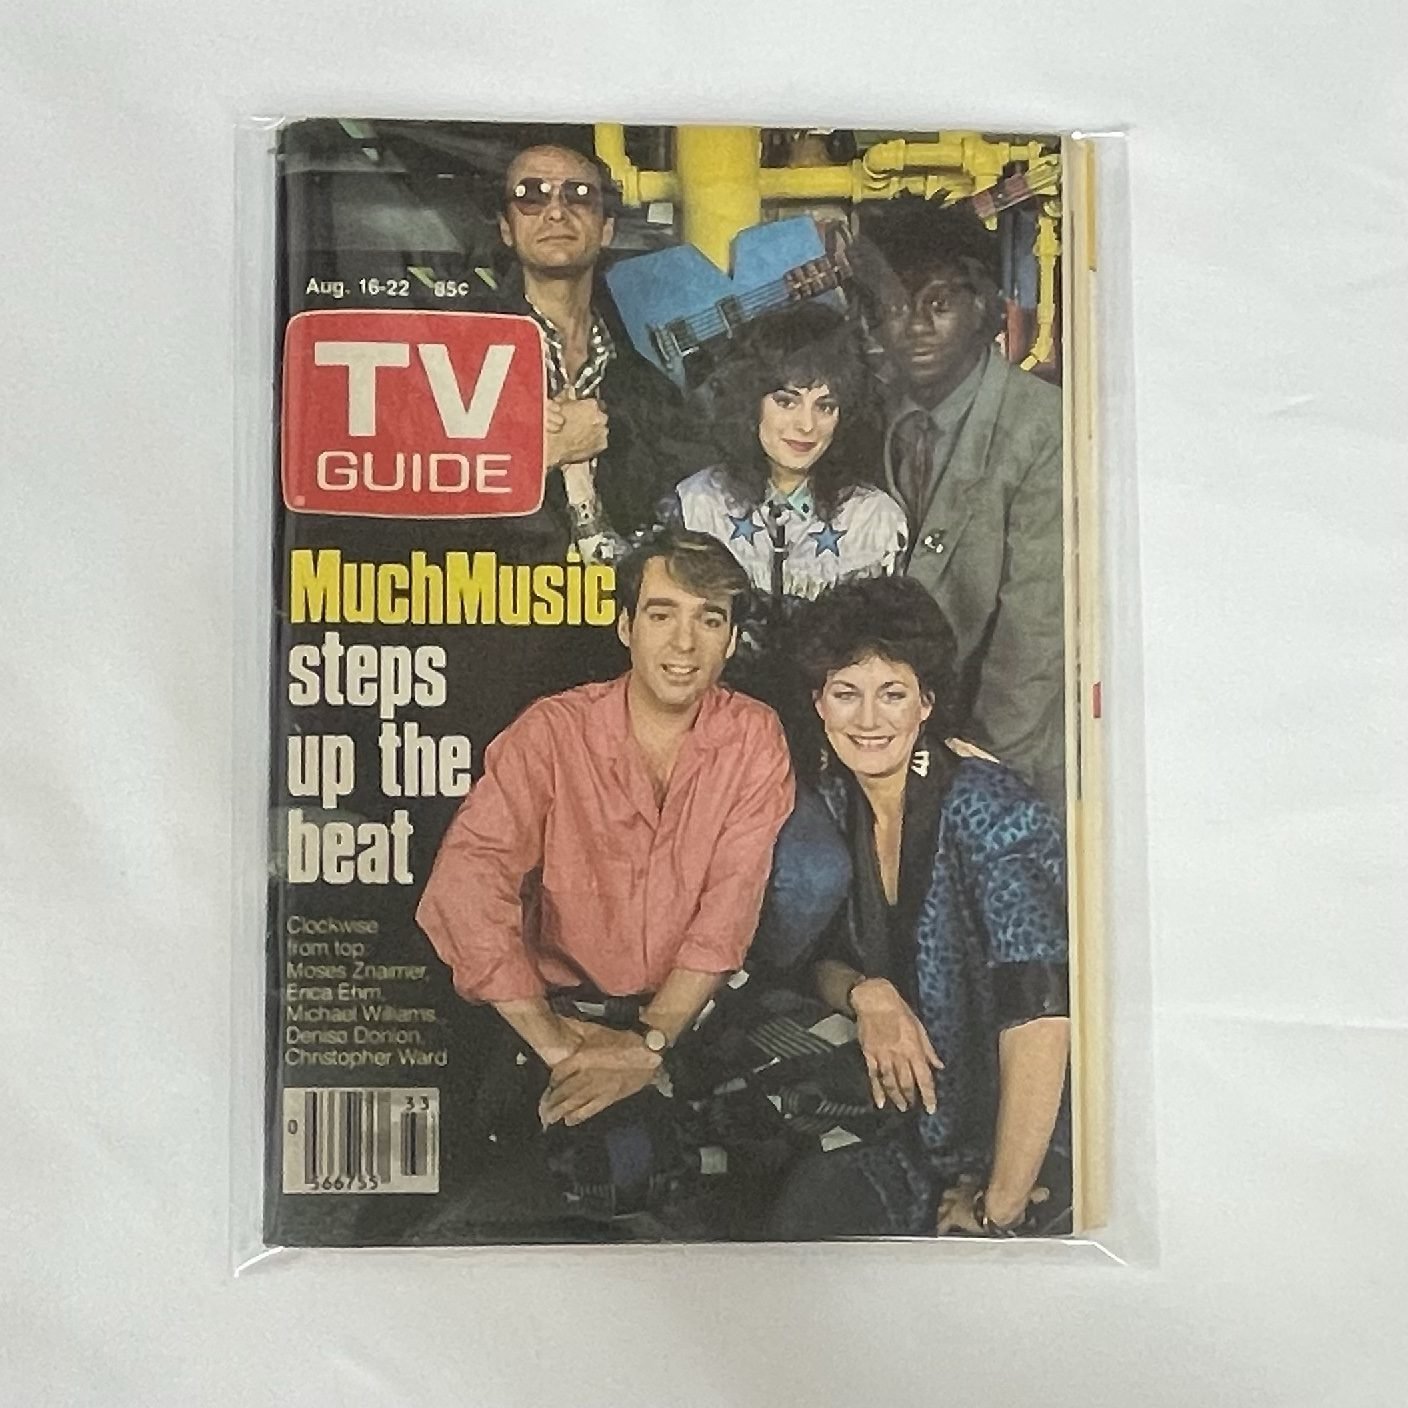 Aug. 16-22 85¢
TV
GUIDE
MuchMusic
steps
up the
beat
Clockwise
from top:
Moses Znaimer,
Erica Ehm,
Michael Williams,
Denise Donlon,
Christopher Ward
33
0
566755